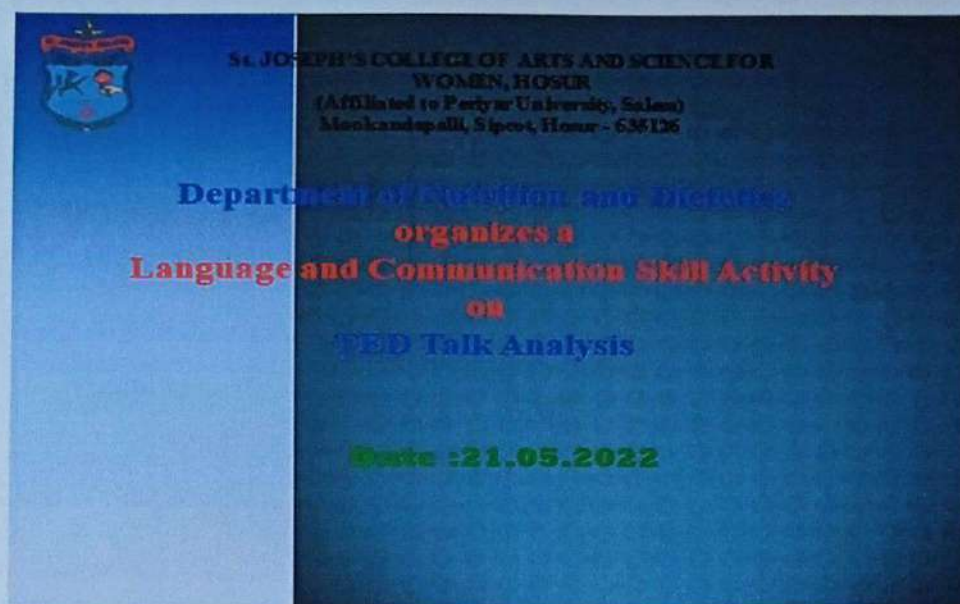 St. JOSEPH'S COLLEGE OF ARTS AND SCIENCE FOR
WOMEN, HOSUR
(Affiliated to Periyar University, Salem)
Mookandapalli, Sipcot, Hosur - 635126
Department of Nutrition and Dietetics
organizes a
Language and Communication Skill Activity
on
TED Talk Analysis
Date :21.05.2022